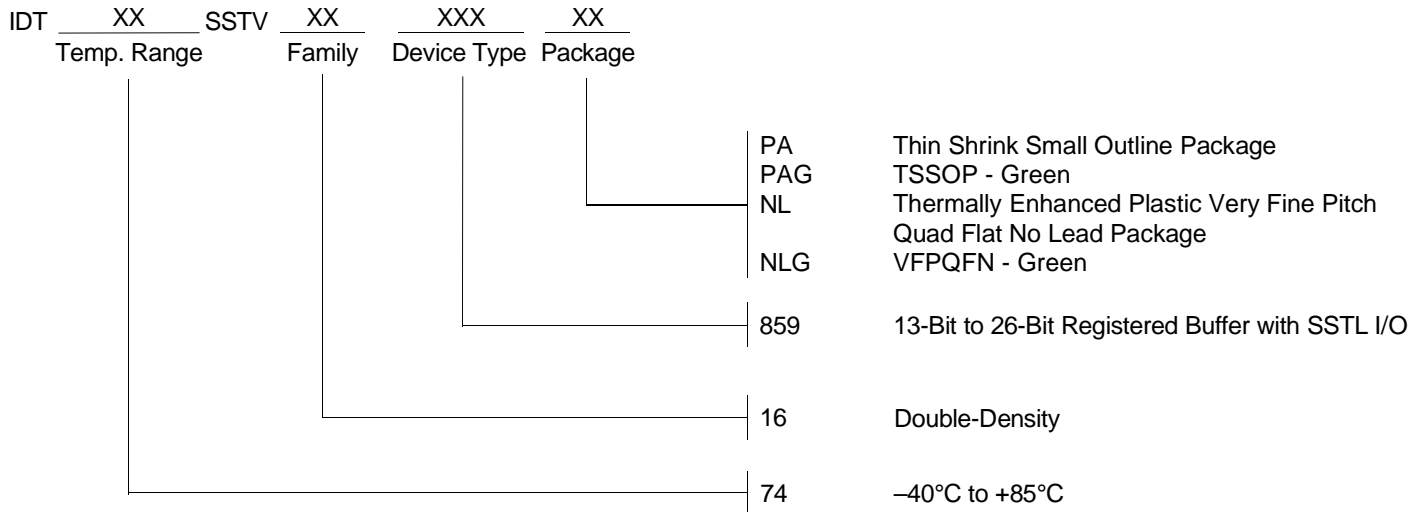 IDT XX SSTV XX XXX XX
Temp. Range Family Device Type Package
PA Thin Shrink Small Outline Package
PAG TSSOP - Green
NL Thermally Enhanced Plastic Very Fine Pitch
Quad Flat No Lead Package
NLG VFPQFN - Green
859 13-Bit to 26-Bit Registered Buffer with SSTL I/O
16 Double-Density
74 –40°C to +85°C